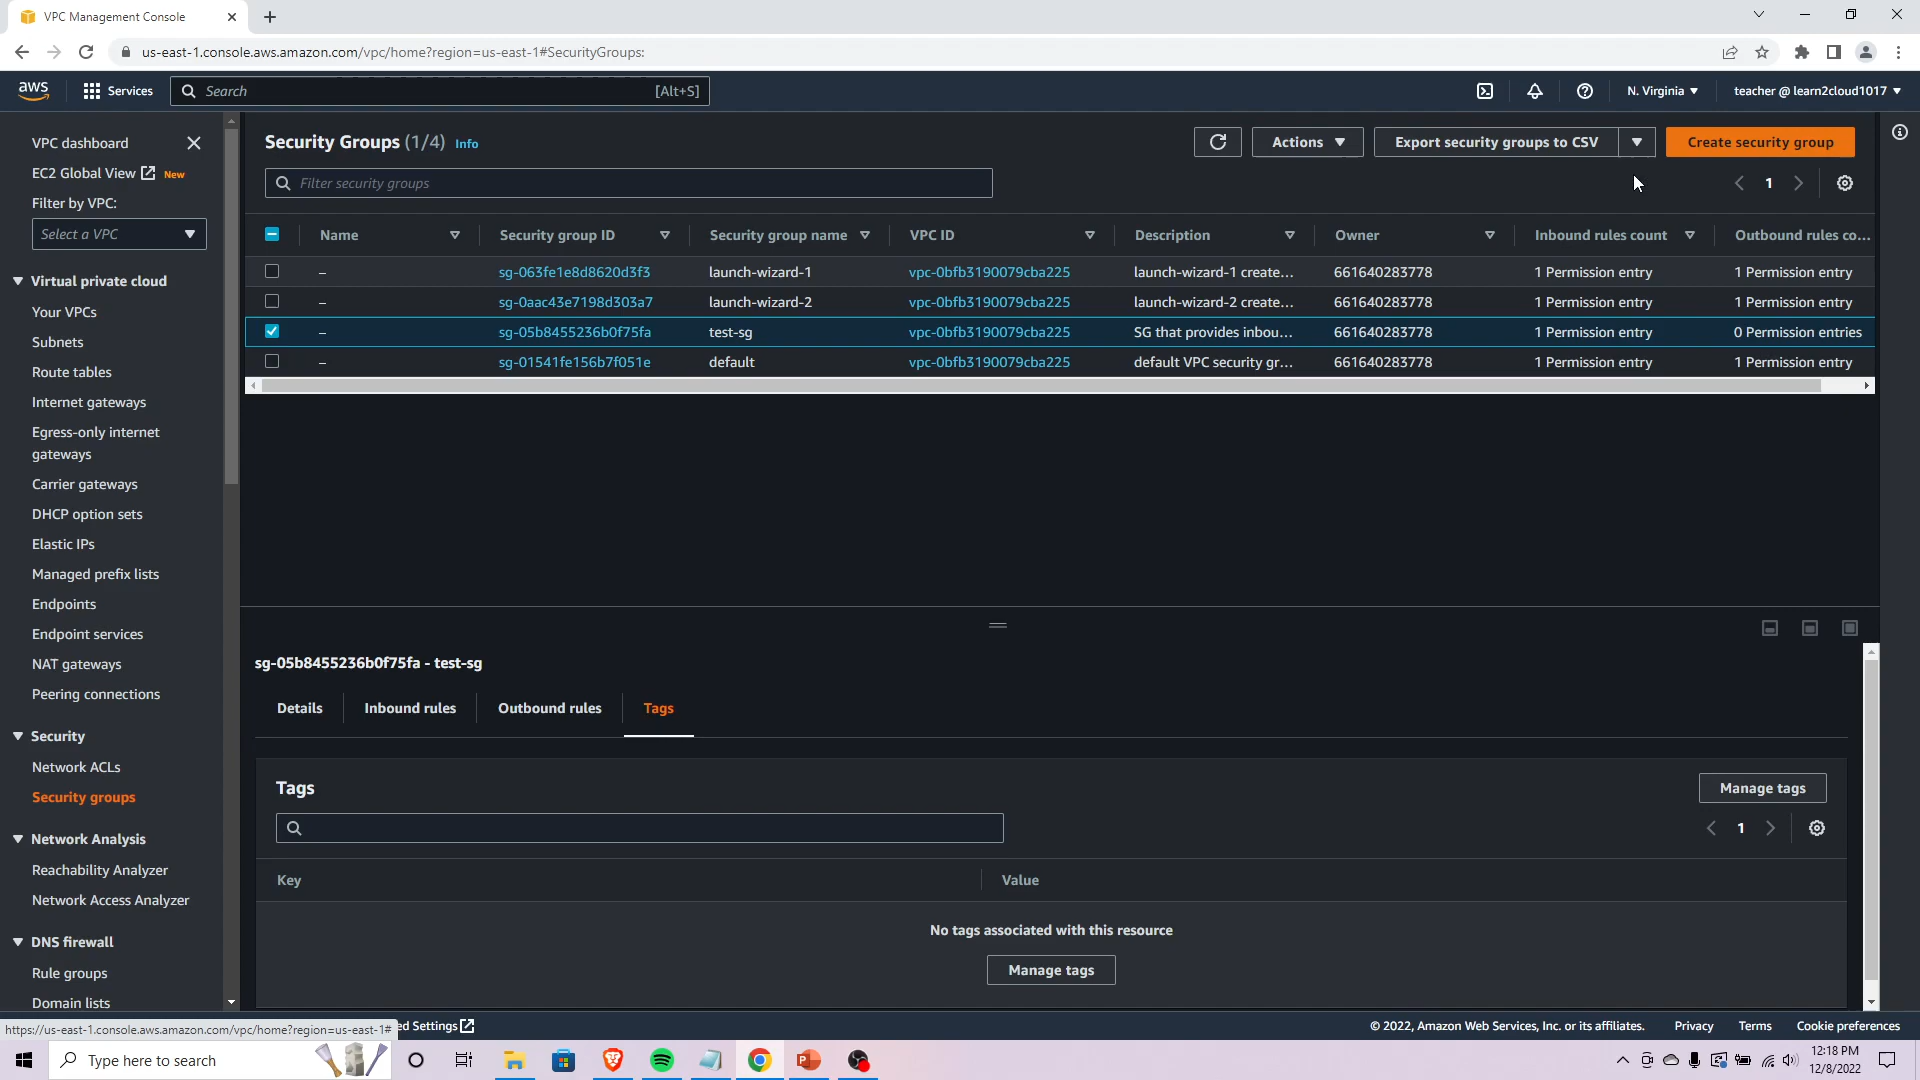 VPC Management Console
us-east-1.console.aws.amazon.com/vpc/home?region=us-east-1#SecurityGroups:
aws
Services
Search
[Alt+S]
N. Virginia
teacher @ learn2cloud1017
VPC dashboard
EC2 Global View
New
Filter by VPC:
Select a VPC
Virtual private cloud
Your VPCs
Subnets
Route tables
Internet gateways
Egress-only internet
gateways
Carrier gateways
DHCP option sets
Elastic IPs
Managed prefix lists
Endpoints
Endpoint services
NAT gateways
Peering connections
Security
Network ACLs
Security groups
Network Analysis
Reachability Analyzer
Network Access Analyzer
DNS firewall
Rule groups
Domain lists
Security Groups (1/4) Info
Actions
Export security groups to CSV
Create security group
Filter security groups
1
Name Security group ID Security group name VPC ID Description Owner Inbound rules count Outbound rules co...
– sg-063fe1e8d8620d3f3 launch-wizard-1 vpc-0bfb3190079cba225 launch-wizard-1 create... 661640283778 1 Permission entry 1 Permission entry
– sg-0aac43e7198d303a7 launch-wizard-2 vpc-0bfb3190079cba225 launch-wizard-2 create... 661640283778 1 Permission entry 1 Permission entry
– sg-05b8455236b0f75fa test-sg vpc-0bfb3190079cba225 SG that provides inbou... 661640283778 1 Permission entry 0 Permission entries
– sg-01541fe156b7f051e default vpc-0bfb3190079cba225 default VPC security gr... 661640283778 1 Permission entry 1 Permission entry
sg-05b8455236b0f75fa - test-sg
Details
Inbound rules
Outbound rules
Tags
Tags
Manage tags
1
Key
Value
No tags associated with this resource
Manage tags
https://us-east-1.console.aws.amazon.com/vpc/home?region=us-east-1#
ed Settings
© 2022, Amazon Web Services, Inc. or its affiliates.
Privacy
Terms
Cookie preferences
Type here to search
12:18 PM
12/8/2022